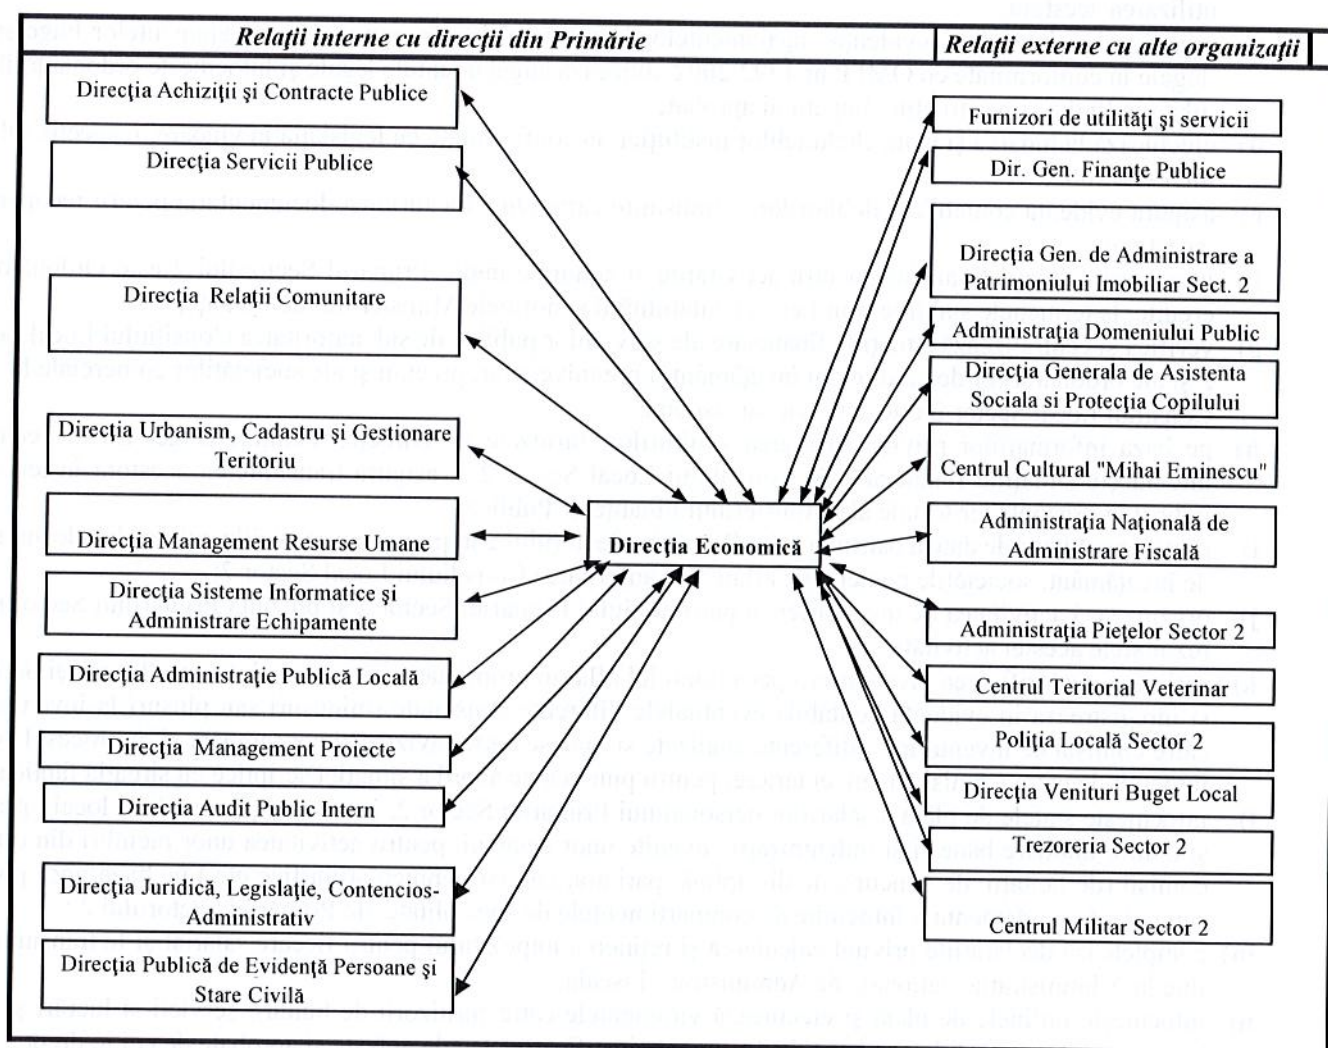 utilizarea acestor
Relaţii interne cu direcţii din Primărie
Relaţii externe cu alte organizaţii
Direcţia Achiziţii şi Contracte Publice
Direcţia Servicii Publice
Direcţia Relaţii Comunitare
Direcţia Urbanism, Cadastru şi Gestionare
Teritoriu
Direcţia Management Resurse Umane
Direcţia Sisteme Informatice şi
Administrare Echipamente
Direcţia Administraţie Publică Locală
Direcţia Management Proiecte
Direcţia Audit Public Intern
Direcţia Juridică, Legislaţie, Contencios-
Administrativ
Direcţia Publică de Evidenţă Persoane şi
Stare Civilă
Direcţia Economică
Furnizori de utilităţi şi servicii
Dir. Gen. Finanţe Publice
Direcţia Gen. de Administrare a
Patrimoniului Imobiliar Sect. 2
Administraţia Domeniului Public
Direcţia Generala de Asistenta
Sociala si Protecţia Copilului
Centrul Cultural "Mihai Eminescu"
Administraţia Naţională de
Administrare Fiscală
Administraţia Pieţelor Sector 2
Centrul Teritorial Veterinar
Poliţia Locală Sector 2
Direcţia Venituri Buget Local
Trezoreria Sector 2
Centrul Militar Sector 2